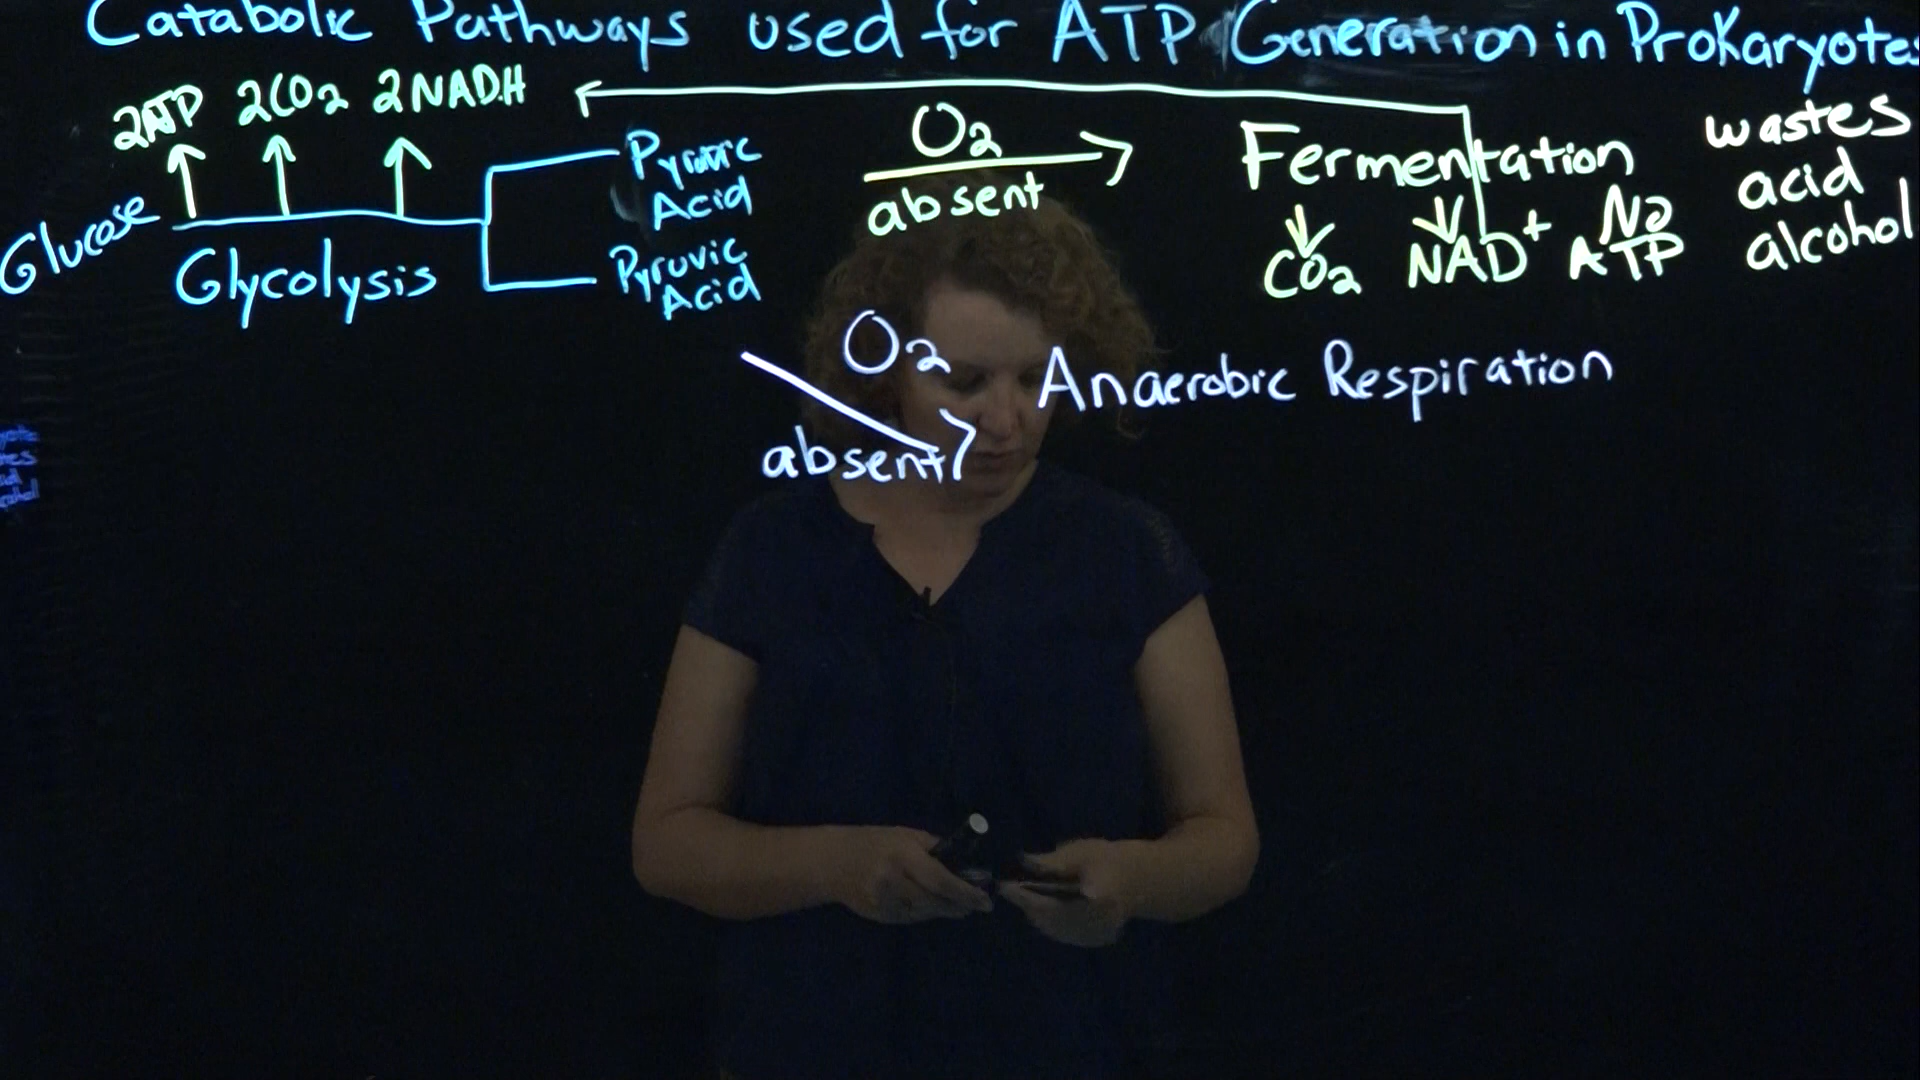 Catabolic Pathways used for ATP Generation in Prokaryotes
2ATP 2CO2 2NADH
Glucose
Glycolysis
Pyruvic
Acid
Pyruvic
Acid
O2
absent
Fermentation
CO2 NAD+ No
ATP
wastes
acid
alcohol
O2
absent
Anaerobic Respiration